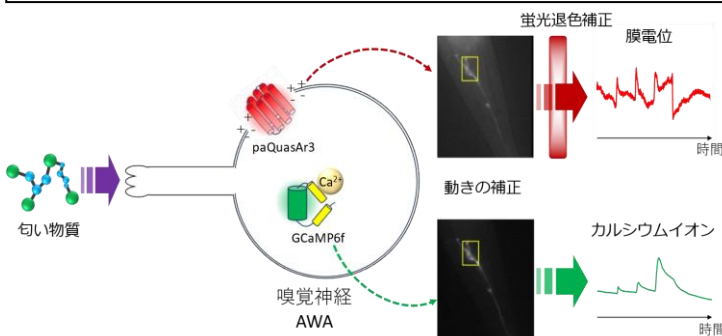 蛍光退色補正
膜電位
paQuasAr3
時間
匂い物質
Ca2+
GCaMP6f
動きの補正
カルシウムイオン
嗅覚神経
AWA
時間